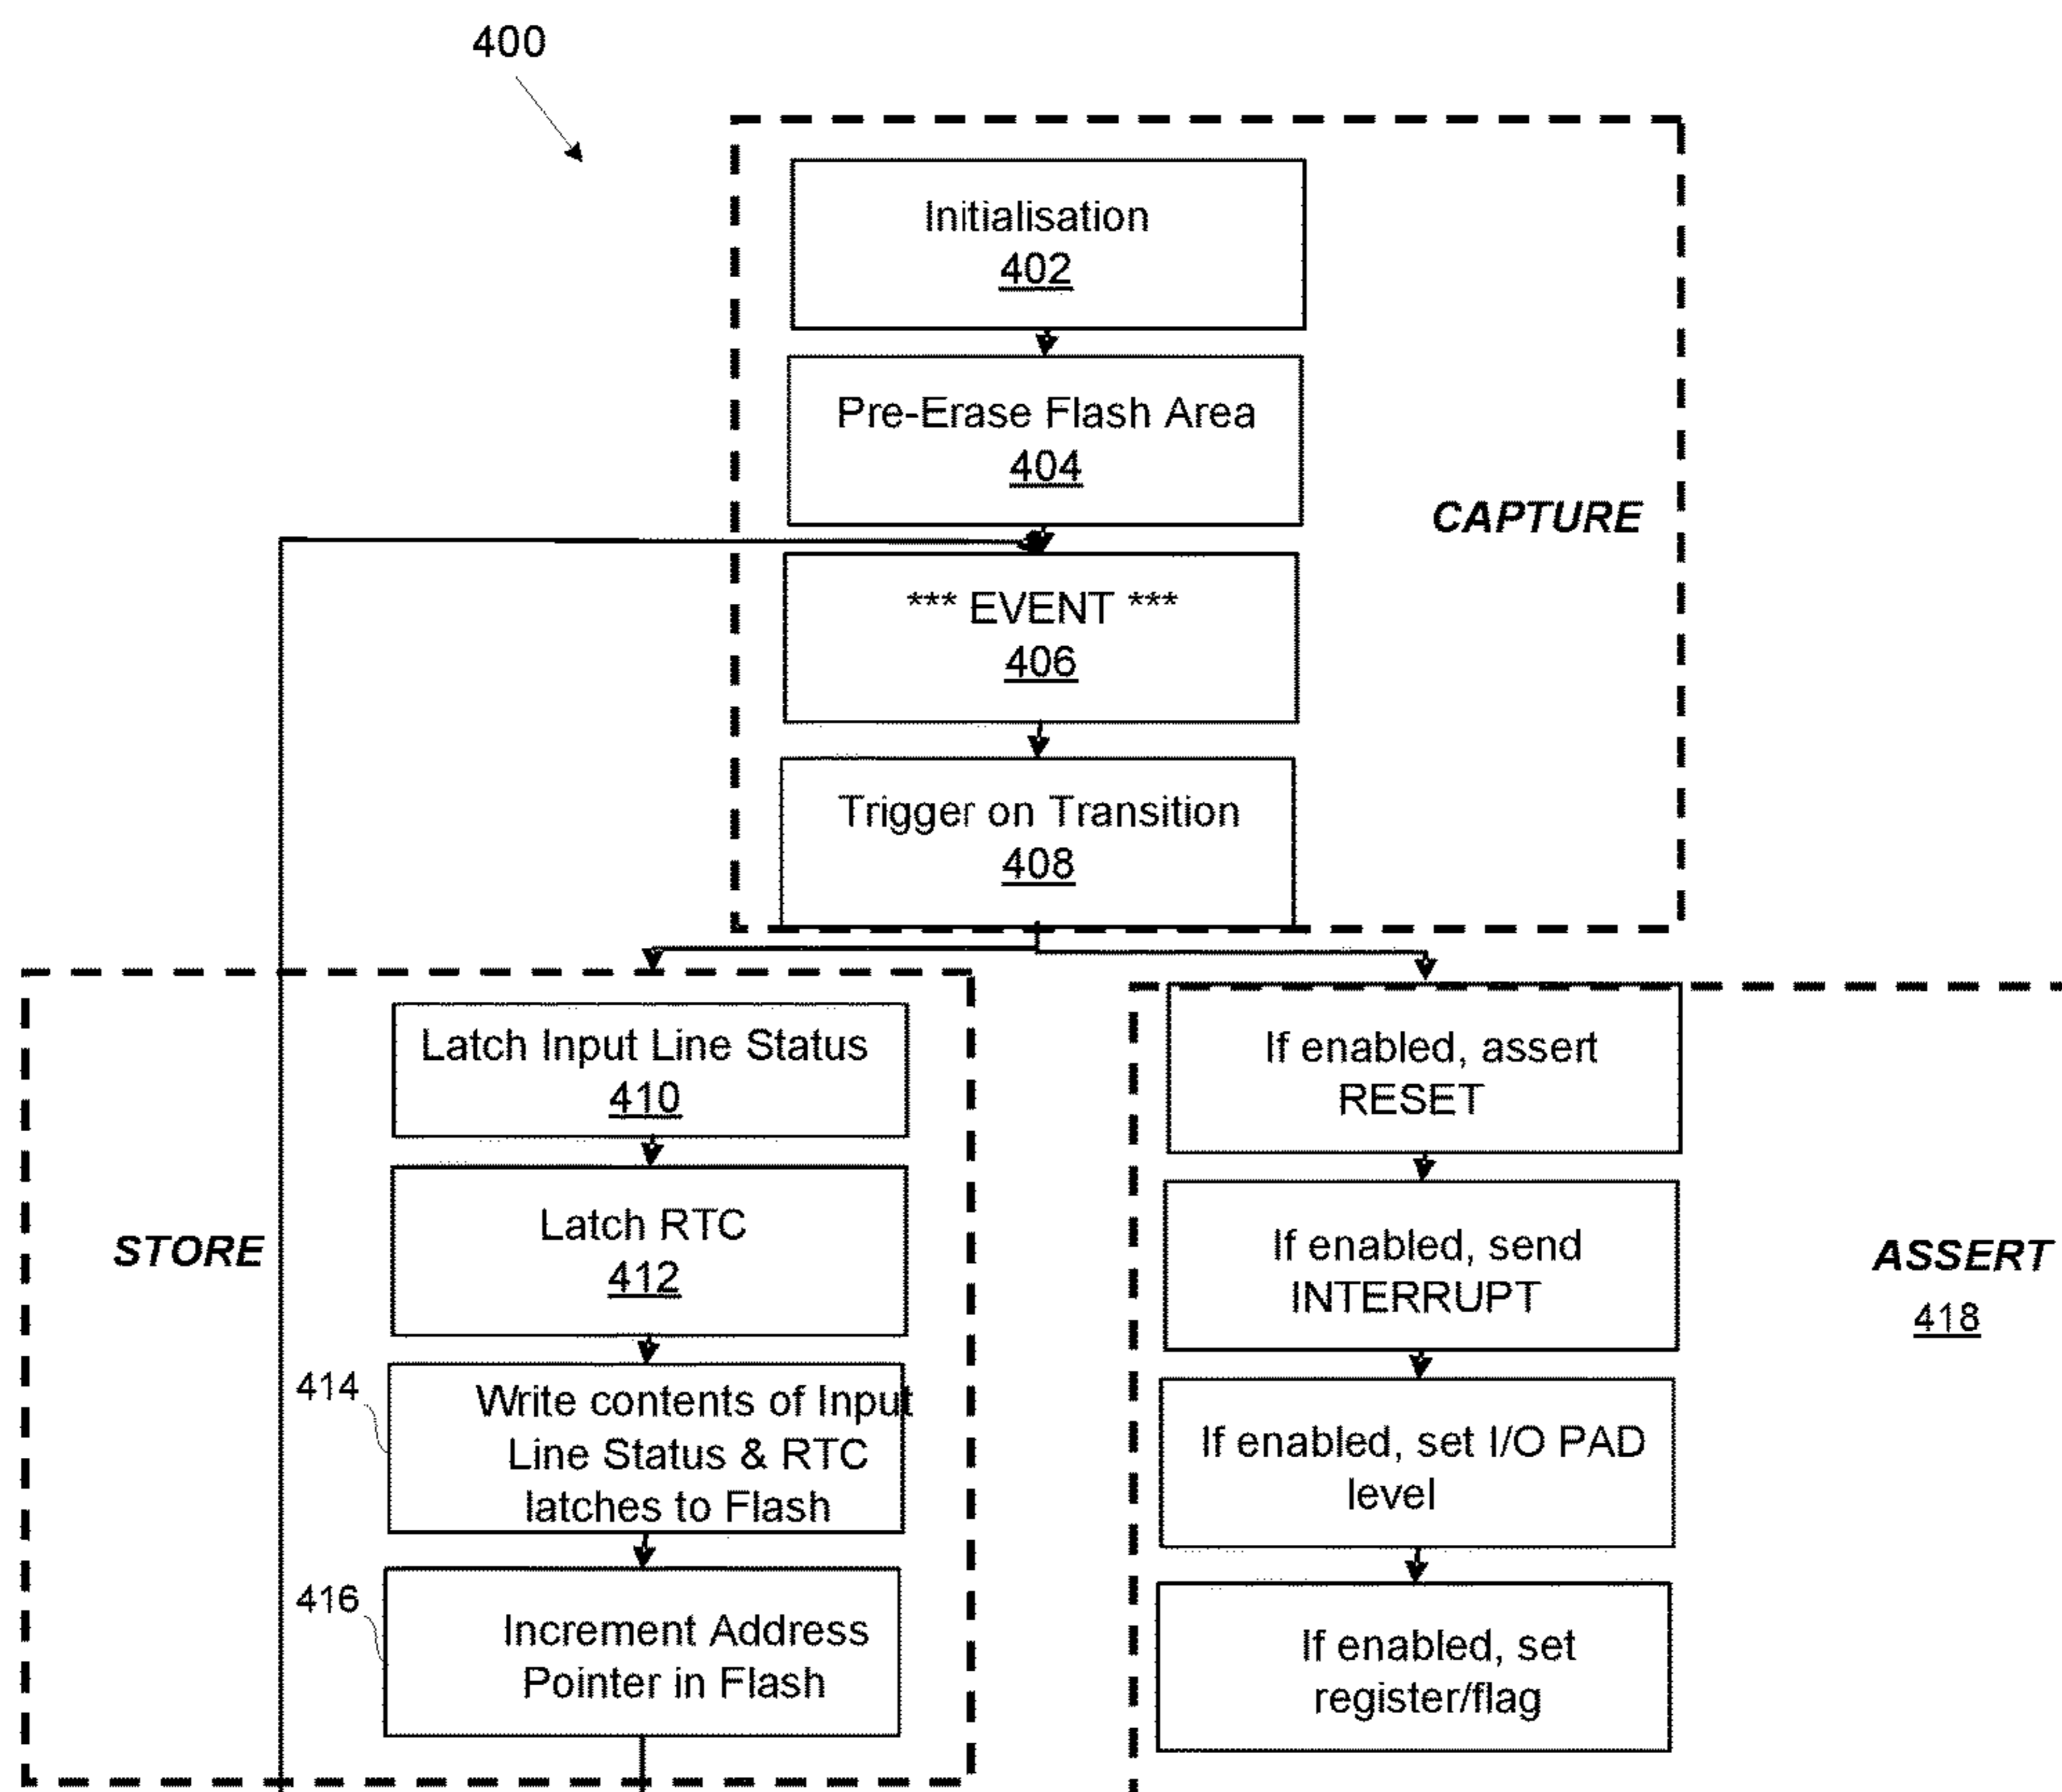 400
Initialisation
402
Pre-Erase Flash Area
404
CAPTURE
*** EVENT ***
406
Trigger on Transition
408
STORE
Latch Input Line Status
410
Latch RTC
412
414
Write contents of Input
Line Status & RTC
latches to Flash
416
Increment Address
Pointer in Flash
If enabled, assert
RESET
If enabled, send
INTERRUPT
ASSERT
418
If enabled, set I/O PAD
level
If enabled, set
register/flag